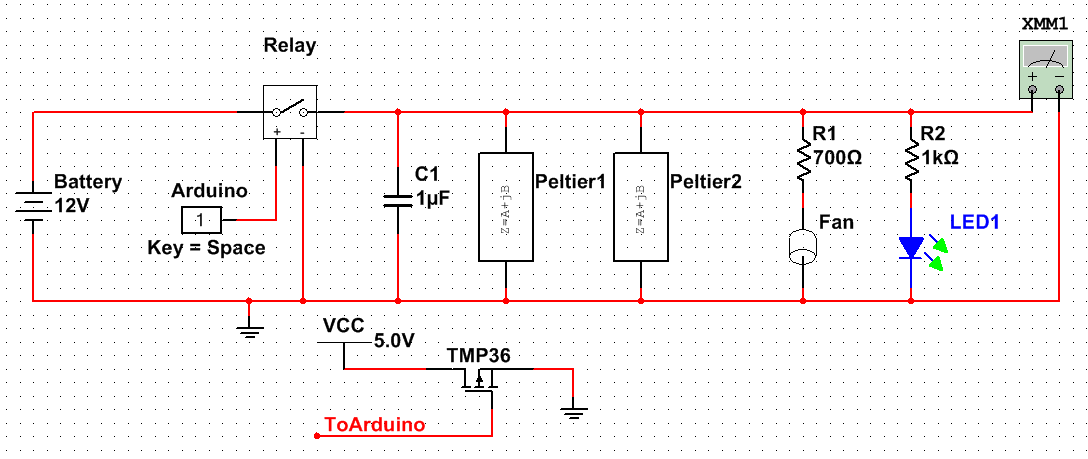 XMM1
Relay
+ -
+ -
Battery
12V
Arduino
1
Key = Space
C1
1µF
Z=A+j·B
Peltier1
Z=A+j·B
Peltier2
R1
700Ω
Fan
R2
1kΩ
LED1
VCC
5.0V
TMP36
ToArduino